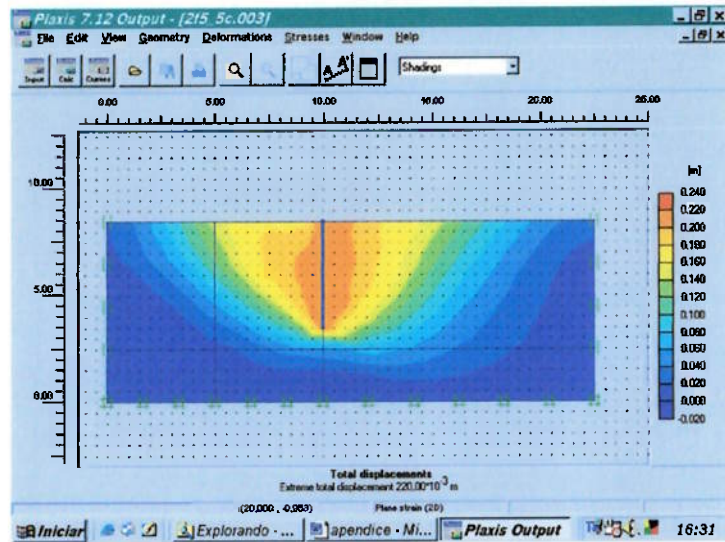 Plaxis 7.12 Output - [2f5_5c.003]
File Edit View Geometry Deformations Stresses Window Help
Input Calc Curves
A A'
Shadings
0.00 5.00 10.00 15.00 20.00 25.00
10.00
5.00
0.00
[m]
0.240
0.220
0.200
0.180
0.160
0.140
0.120
0.100
0.080
0.060
0.040
0.020
0.000
-0.020
Total displacements
Extreme total displacement 220.00*10-3 m
(20.000 , -0.953)
Plane strain (2D)
Iniciar
Explorando - ...
apendice - Mi...
Plaxis Output
16:31